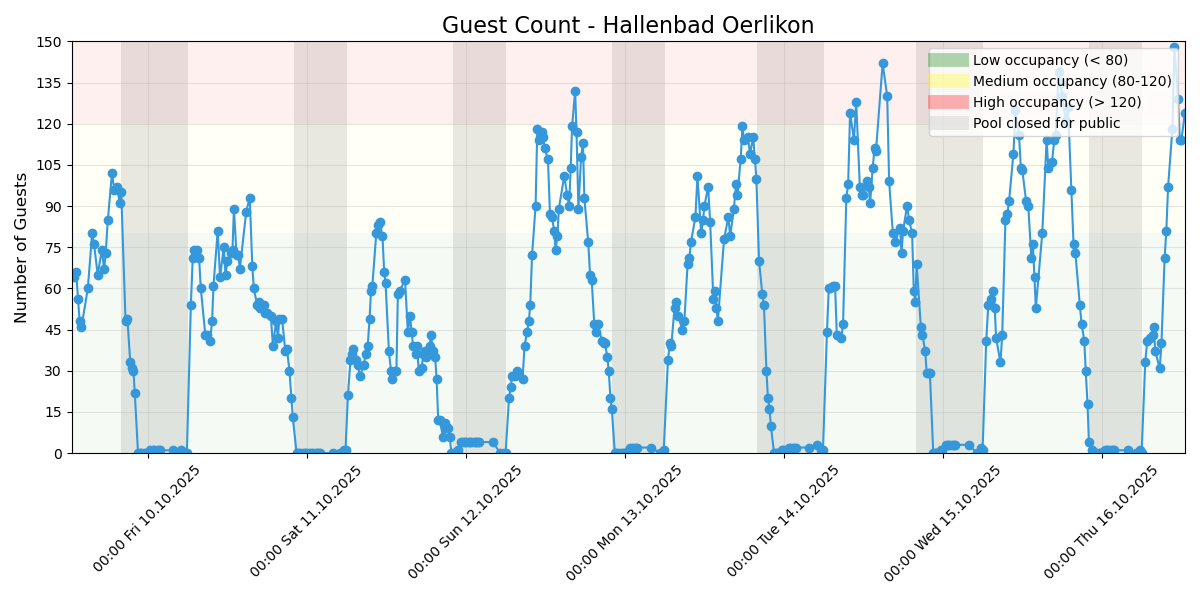 Guest Count - Hallenbad Oerlikon
Number of Guests
150
135
120
105
90
75
60
45
30
15
0
Low occupancy (< 80)
Medium occupancy (80-120)
High occupancy (> 120)
Pool closed for public
00:00 Fri 10.10.2025
00:00 Sat 11.10.2025
00:00 Sun 12.10.2025
00:00 Mon 13.10.2025
00:00 Tue 14.10.2025
00:00 Wed 15.10.2025
00:00 Thu 16.10.2025